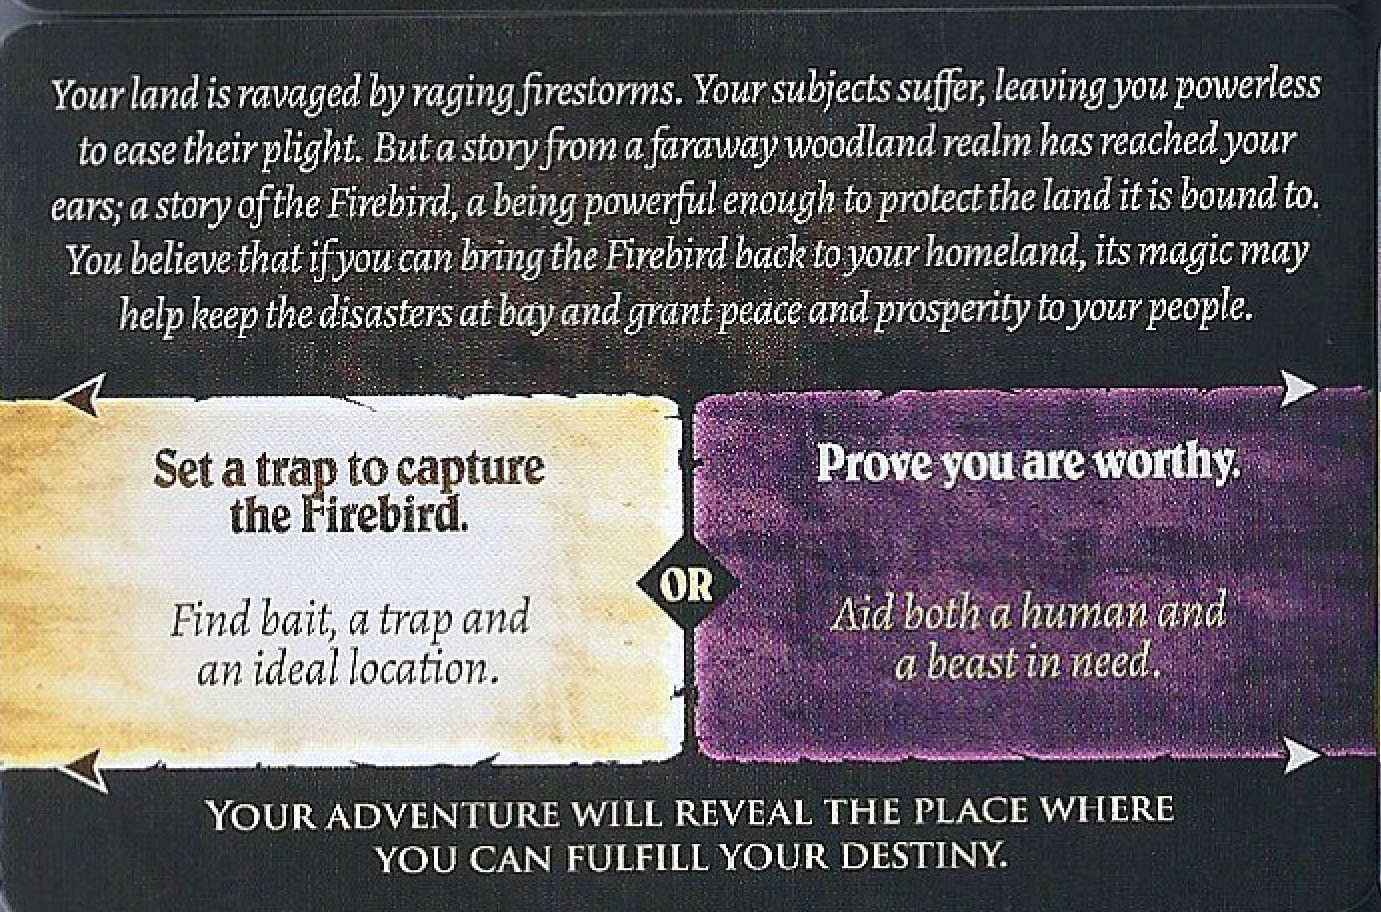 Your land is ravaged by raging firestorms. Your subjects suffer, leaving you powerless
to ease their plight. But a story from a faraway woodland realm has reached your
ears; a story of the Firebird, a being powerful enough to protect the land it is bound to.
You believe that if you can bring the Firebird back to your homeland, its magic may
help keep the disasters at bay and grant peace and prosperity to your people.
Set a trap to capture
the Firebird.
Find bait, a trap and
an ideal location.
OR
Prove you are worthy.
Aid both a human and
a beast in need.
YOUR ADVENTURE WILL REVEAL THE PLACE WHERE
YOU CAN FULFILL YOUR DESTINY.